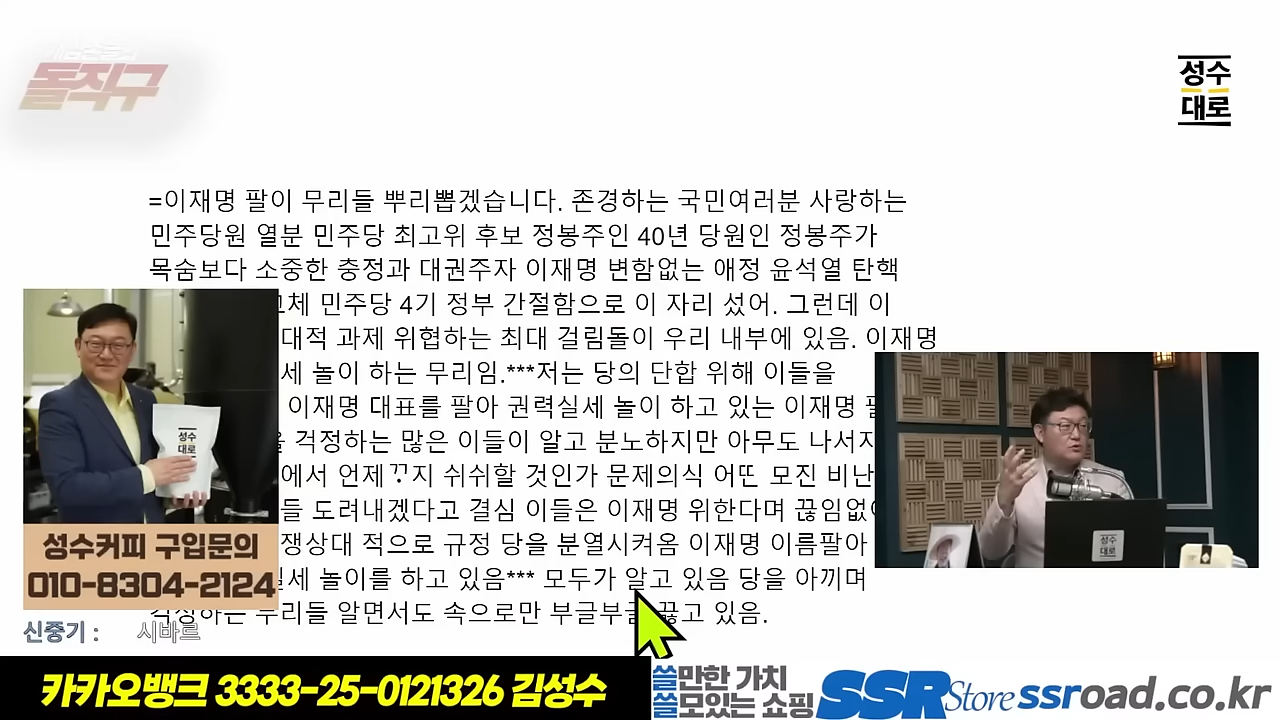 돌직구
성수
대로
=이재명 팔이 무리들 뿌리뽑겠습니다. 존경하는 국민여러분 사랑하는
민주당원 열분 민주당 최고위 후보 정봉주인 40년 당원인 정봉주가
목숨보다 소중한 충정과 대권주자 이재명 변함없는 애정 윤석열 탄핵
민주당 4기 정부 간절함으로 이 자리 섰어. 그런데 이
대적 과제 위협하는 최대 걸림돌이 우리 내부에 있음. 이재명
세 놀이 하는 무리임.***저는 당의 단합 위해 이들을
이재명 대표를 팔아 권력실세 놀이 하고 있는 이재명
걱정하는 많은 이들이 알고 분노하지만 아무도 나서지
에서 언제ㄲㅏ지 쉬쉬할 것인가 문제의식 어떤 모진 비난
들 도려내겠다고 결심 이들은 이재명 위한다며 끊임없이
쟁상대 적으로 규정 당을 분열시켜옴 이재명 이름팔아
세 놀이를 하고 있음*** 모두가 알고 있음 당을 아끼며
걱정하는 무리들 알면서도 속으로만 부글부글 끓고 있음.
성수
대로
성수커피 구입문의
010-8304-2124
성수
대로
신중기 : 시바르
카카오뱅크 3333-25-0121326 김성수
쓸만한 가치
쓸모있는 쇼핑
SSR Store ssroad.co.kr